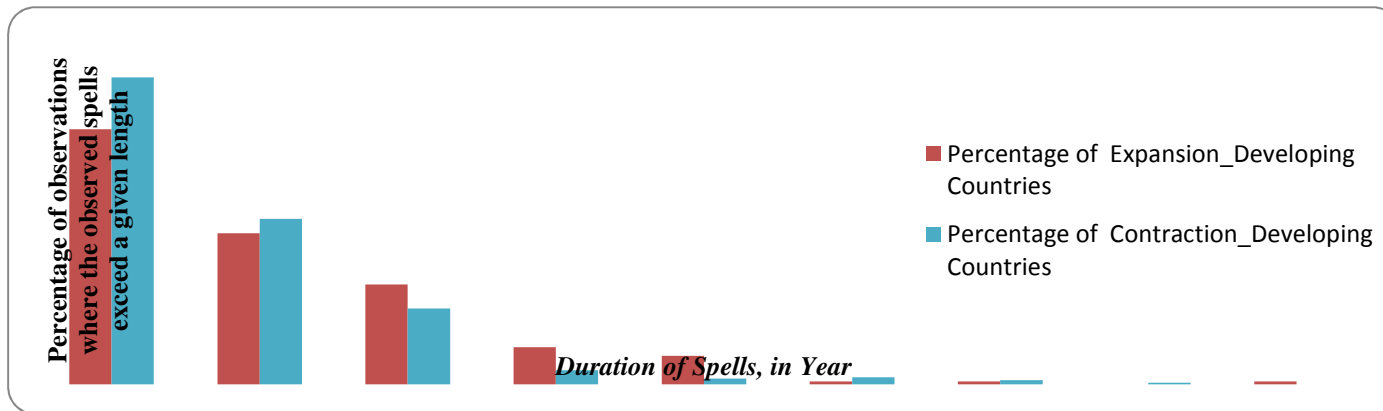 Percentage of observations
where the observed spells
exceed a given length
Percentage of Expansion_Developing
Countries
Percentage of Contraction_Developing
Countries
Duration of Spells, in Year